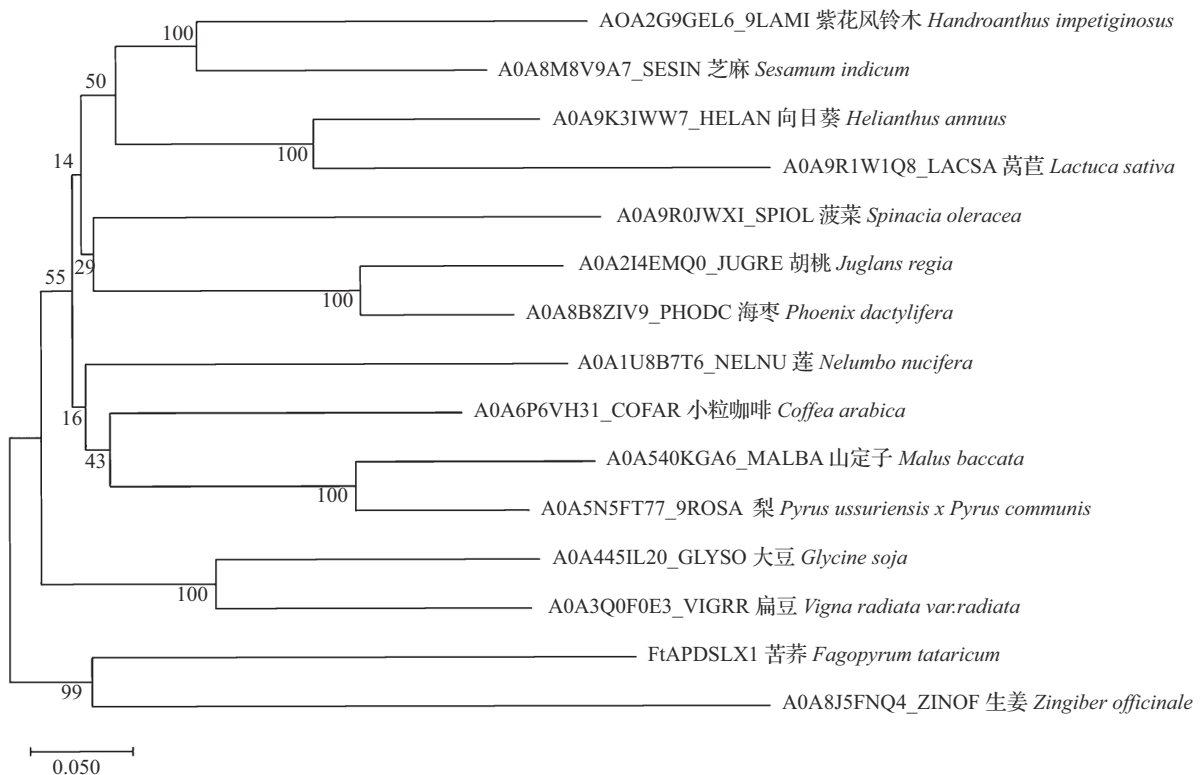 100
AOA2G9GEL6_9LAMI 紫花风铃木 Handroanthus impetiginosus
50
A0A8M8V9A7_SESIN 芝麻 Sesamum indicum
A0A9K3IWW7_HELAN 向日葵 Helianthus annuus
100
14
A0A9R1W1Q8_LACSA 莴苣 Lactuca sativa
A0A9R0JWXI_SPIOL 菠菜 Spinacia oleracea
55
29
A0A2I4EMQ0_JUGRE 胡桃 Juglans regia
100
A0A8B8ZIV9_PHODC 海枣 Phoenix dactylifera
A0A1U8B7T6_NELNU 莲 Nelumbo nucifera
16
A0A6P6VH31_COFAR 小粒咖啡 Coffea arabica
43
A0A540KGA6_MALBA 山定子 Malus baccata
100
A0A5N5FT77_9ROSA 梨 Pyrus ussuriensis x Pyrus communis
A0A445IL20_GLYSO 大豆 Glycine soja
100
A0A3Q0F0E3_VIGRR 扁豆 Vigna radiata var.radiata
FtAPDSLX1 苦荞 Fagopyrum tataricum
99
A0A8J5FNQ4_ZINOF 生姜 Zingiber officinale
0.050